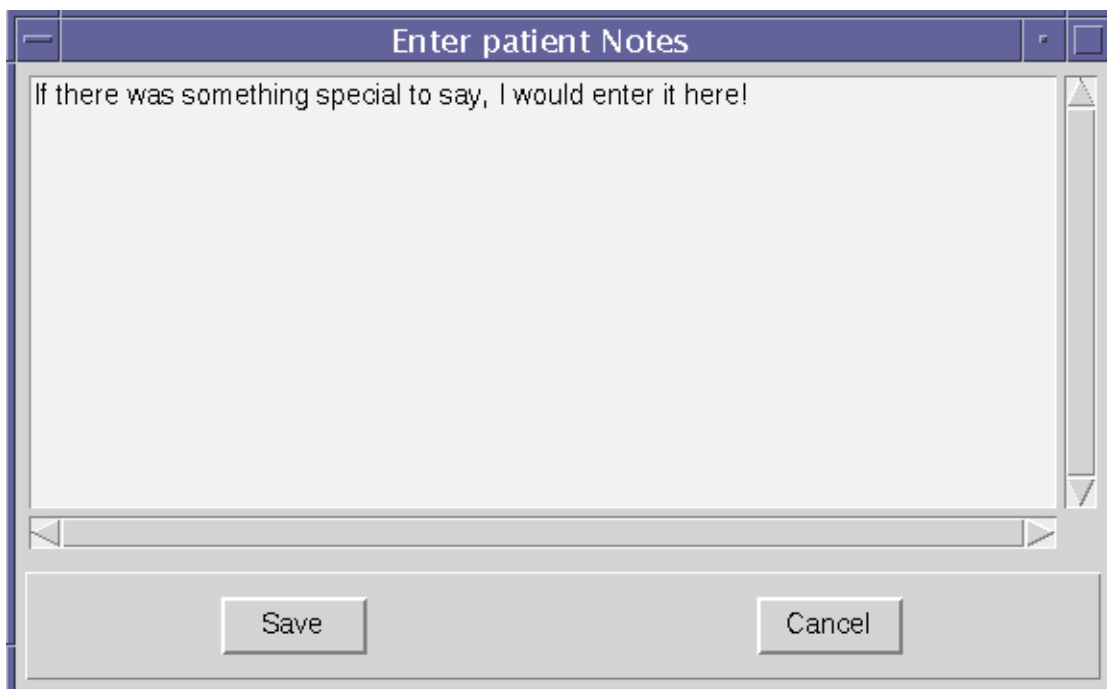 Enter patient Notes
If there was something special to say, I would enter it here!
Save
Cancel